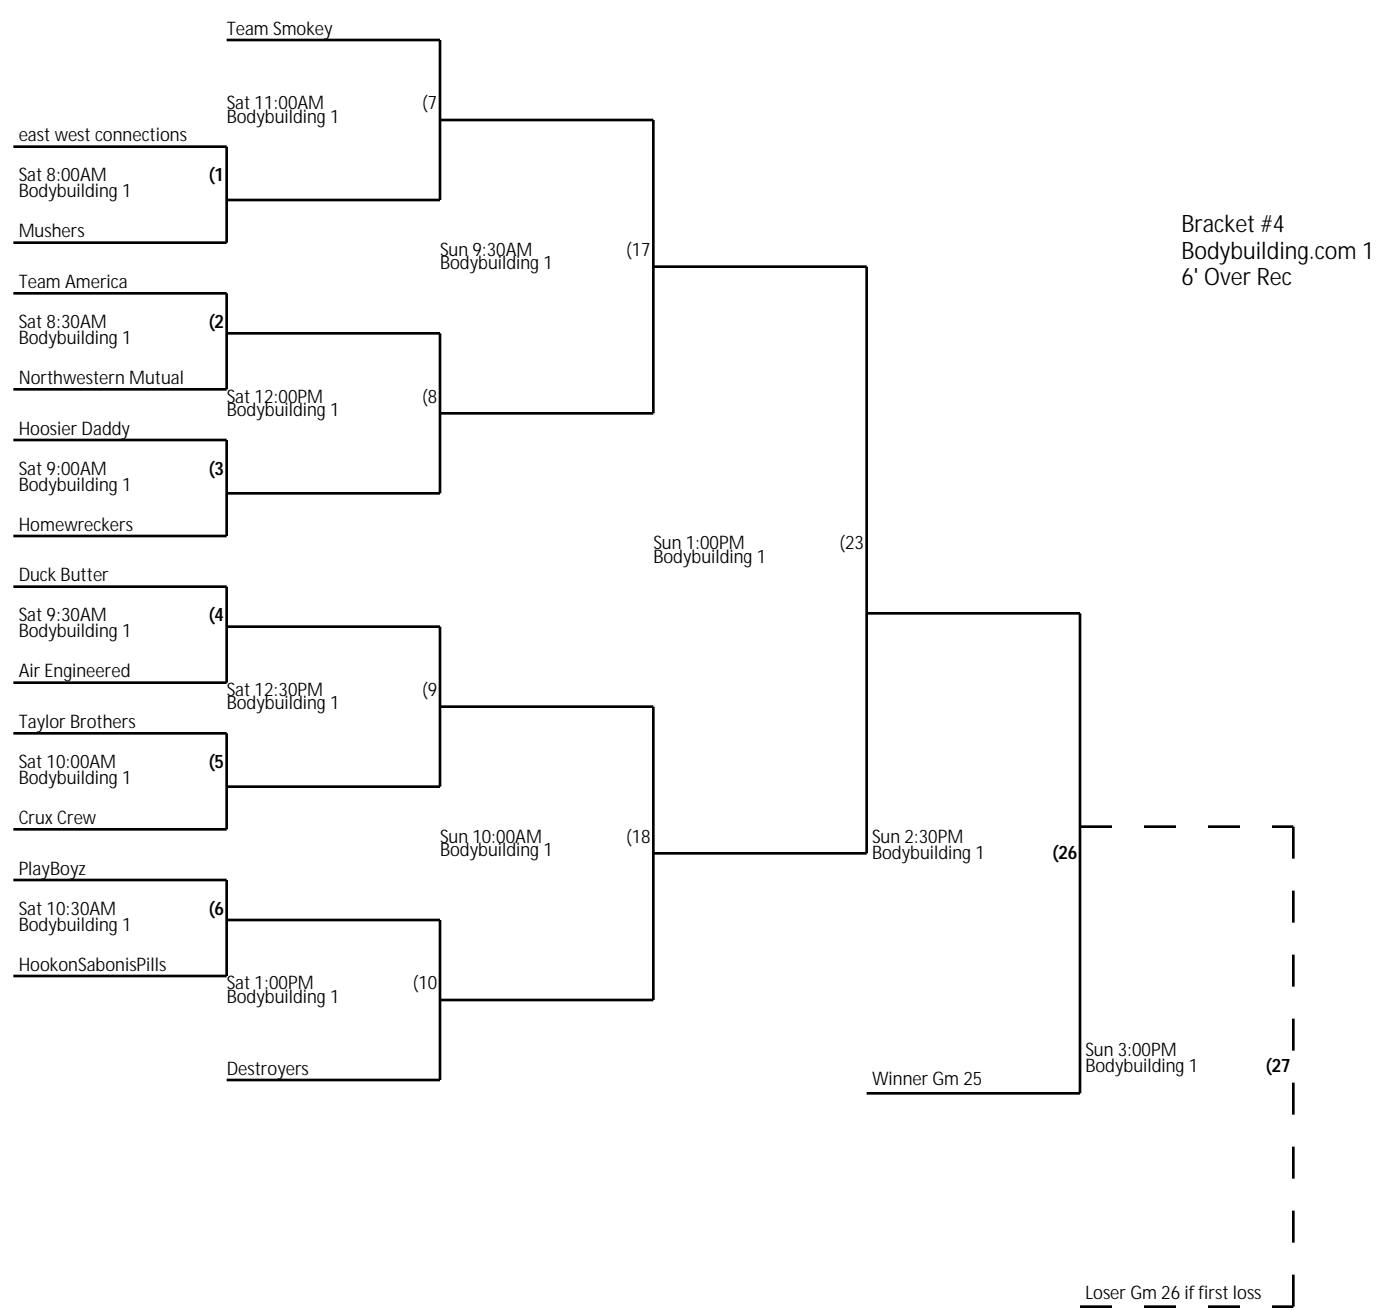 Team Smokey
Sat 11:00AM (7
Bodybuilding 1
east west connections
Sat 8:00AM (1
Bodybuilding 1
Mushers
Bracket #4
Bodybuilding.com 1
6' Over Rec
Sun 9:30AM (17
Bodybuilding 1
Team America
Sat 8:30AM (2
Bodybuilding 1
Northwestern Mutual
Sat 12:00PM (8
Bodybuilding 1
Hoosier Daddy
Sat 9:00AM (3
Bodybuilding 1
Homewreckers
Sun 1:00PM (23
Bodybuilding 1
Duck Butter
Sat 9:30AM (4
Bodybuilding 1
Air Engineered
Sat 12:30PM (9
Bodybuilding 1
Taylor Brothers
Sat 10:00AM (5
Bodybuilding 1
Crux Crew
Sun 10:00AM (18
Bodybuilding 1
Sun 2:30PM
Bodybuilding 1 (26
PlayBoyz
Sat 10:30AM (6
Bodybuilding 1
HookonSabonisPills
Sat 1:00PM (10
Bodybuilding 1
Destroyers
Sun 3:00PM
Bodybuilding 1 (27
Winner Gm 25
Loser Gm 26 if first loss